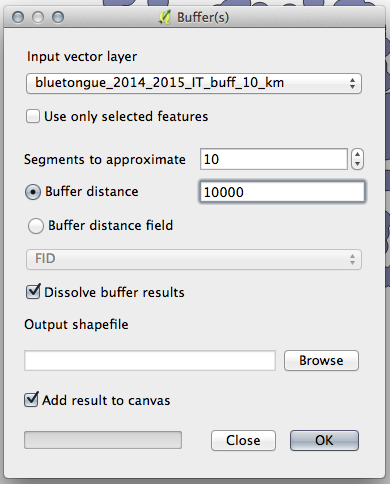 Buffer(s)
Input vector layer
bluetongue_2014_2015_IT_buff_10_km
Use only selected features
Segments to approximate 10
Buffer distance 10000
Buffer distance field
FID
Dissolve buffer results
Output shapefile
Browse
Add result to canvas
Close OK